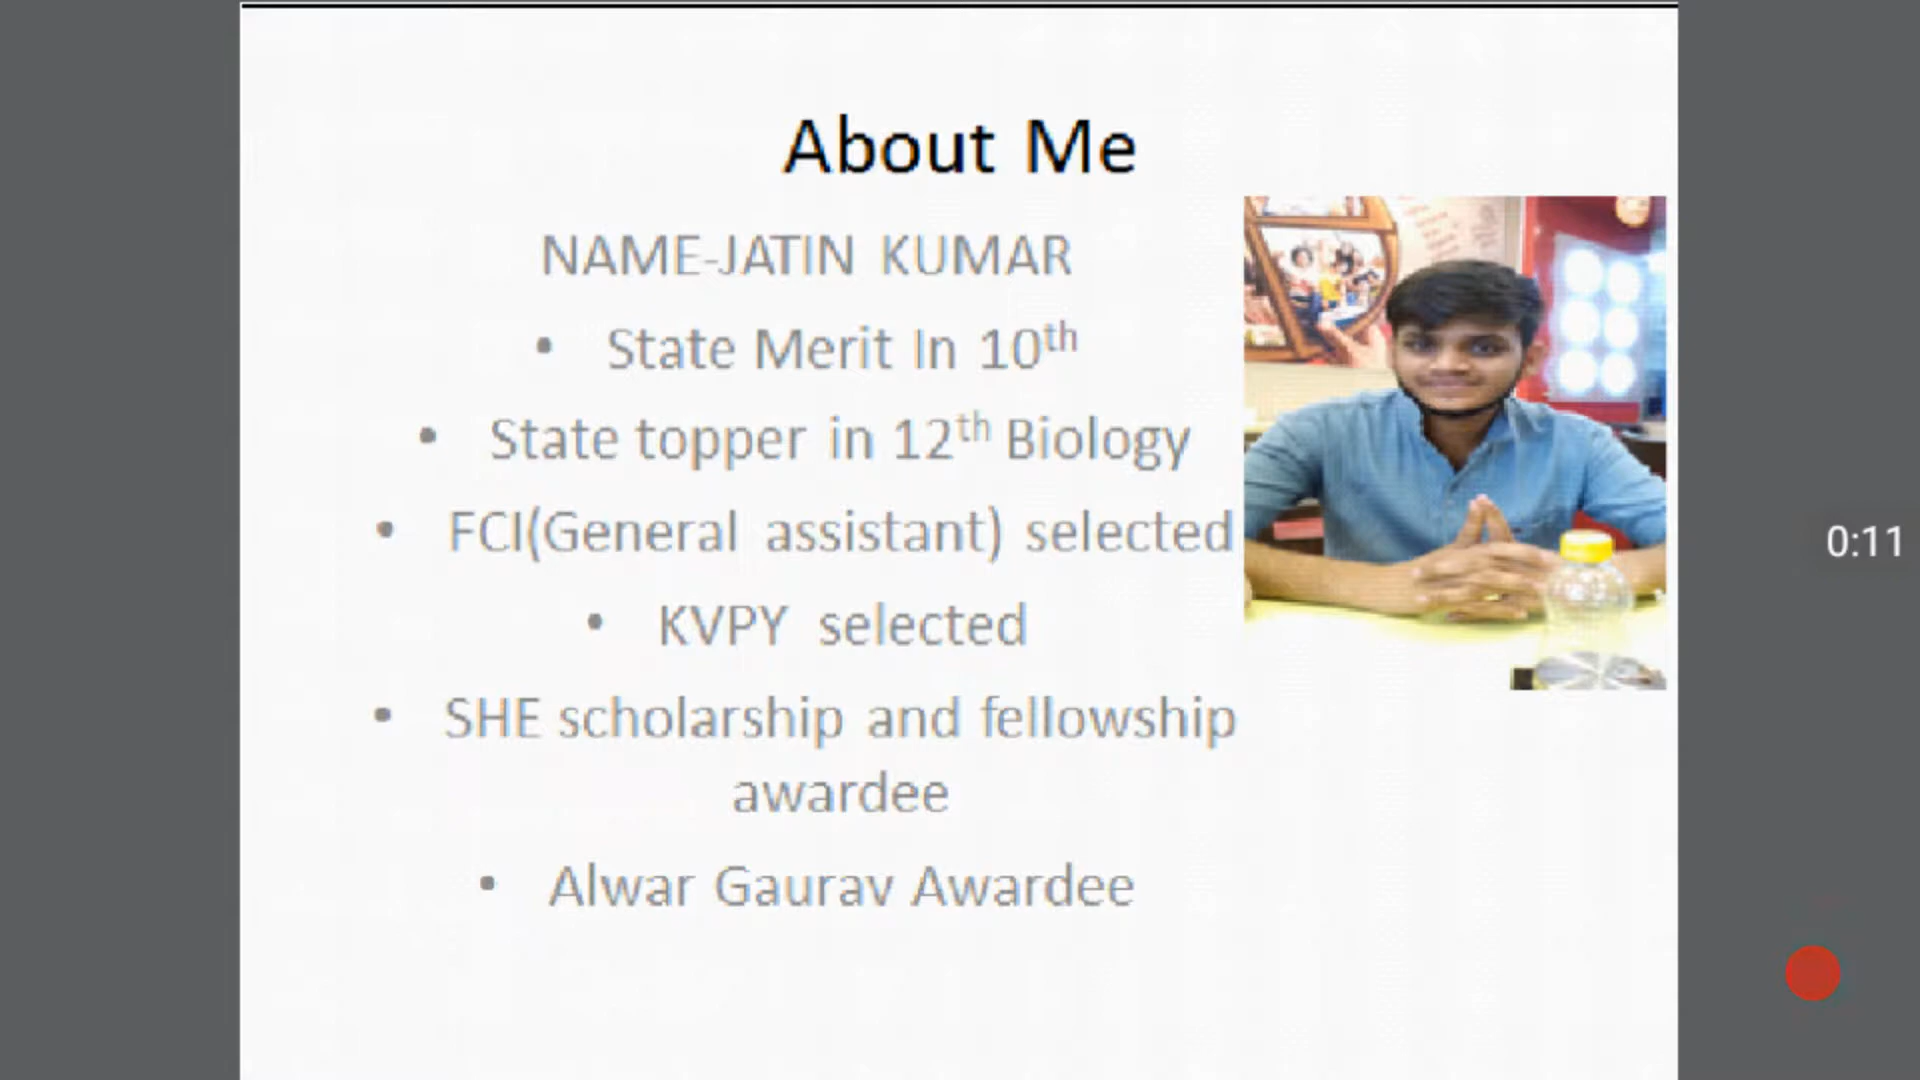 About Me
NAME-JATIN KUMAR
• State Merit In 10th
• State topper in 12th Biology
• FCI(General assistant) selected
• KVPY selected
• SHE scholarship and fellowship
awardee
• Alwar Gaurav Awardee
0:11